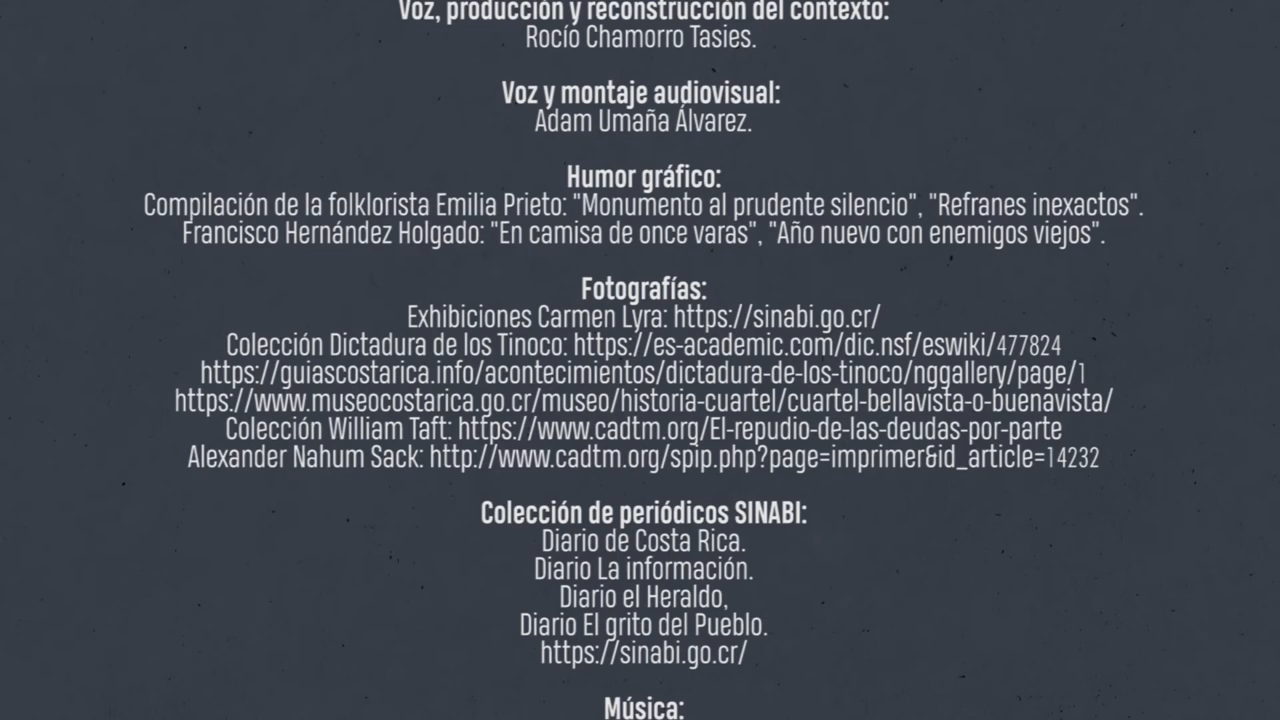 Voz, producción y reconstrucción del contexto:
Rocío Chamorro Tasies.
Voz y montaje audiovisual:
Adam Umaña Álvarez.
Humor gráfico:
Compilación de la folklorista Emilia Prieto: "Monumento al prudente silencio", "Refranes inexactos".
Francisco Hernández Holgado: "En camisa de once varas", "Año nuevo con enemigos viejos".
Fotografías:
Exhibiciones Carmen Lyra: https://sinabi.go.cr/
Colección Dictadura de los Tinoco: https://es-academic.com/dic.nsf/eswiki/477824
https://guiascostarica.info/acontecimientos/dictadura-de-los-tinoco/nggallery/page/1
https://www.museocostarica.go.cr/museo/historia-cuartel/cuartel-bellavista-o-buenavista/
Colección William Taft: https://www.cadtm.org/El-repudio-de-las-deudas-por-parte
Alexander Nahum Sack: http://www.cadtm.org/spip.php?page=imprimer&id_article=14232
Colección de periódicos SINABI:
Diario de Costa Rica.
Diario La información.
Diario el Heraldo,
Diario El grito del Pueblo.
https://sinabi.go.cr/
Música: